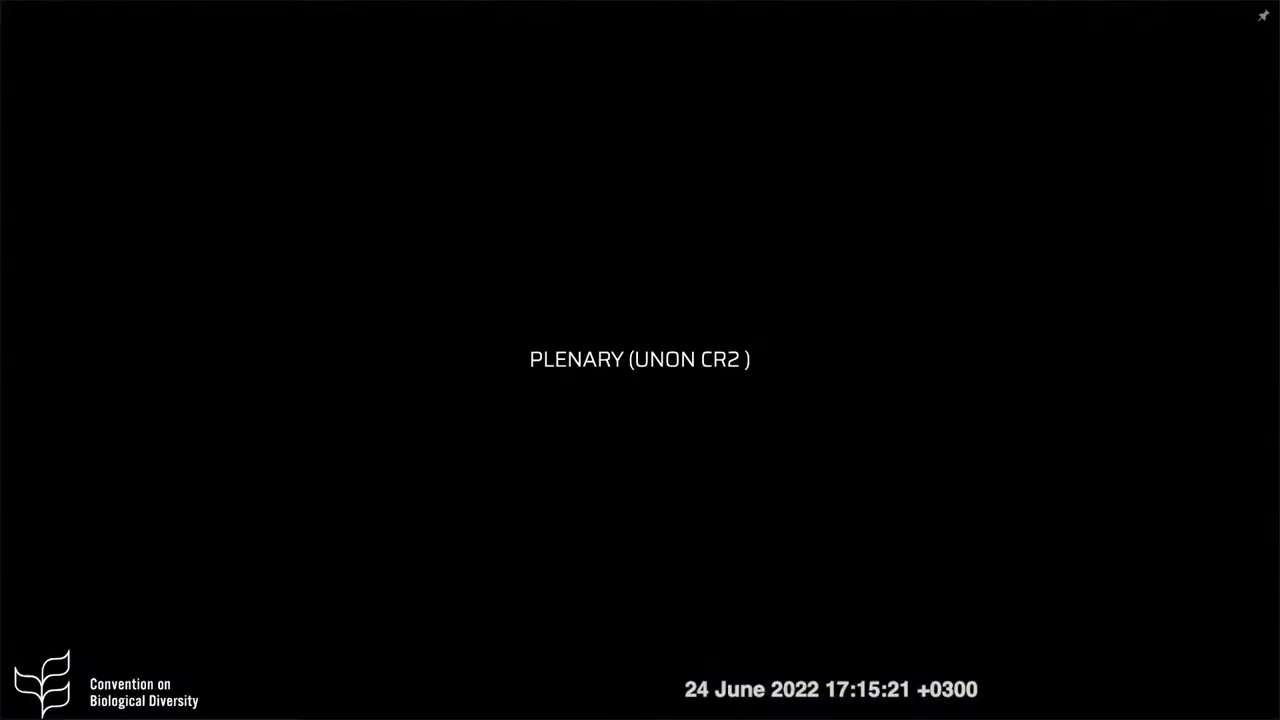 PLENARY (UNON CR2 )
Convention on
Biological Diversity
24 June 2022 17:15:21 +0300